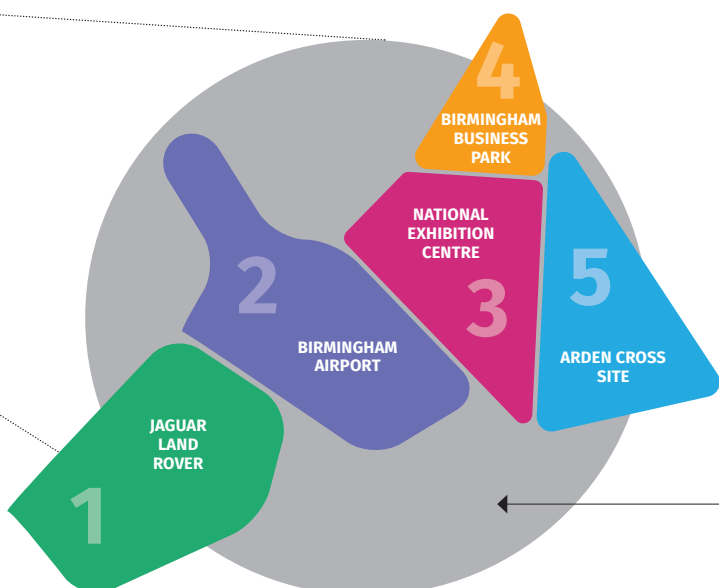 4
BIRMINGHAM
BUSINESS
PARK
NATIONAL
EXHIBITION
CENTRE
3
5
ARDEN CROSS
SITE
2
BIRMINGHAM
AIRPORT
JAGUAR
LAND
ROVER
1